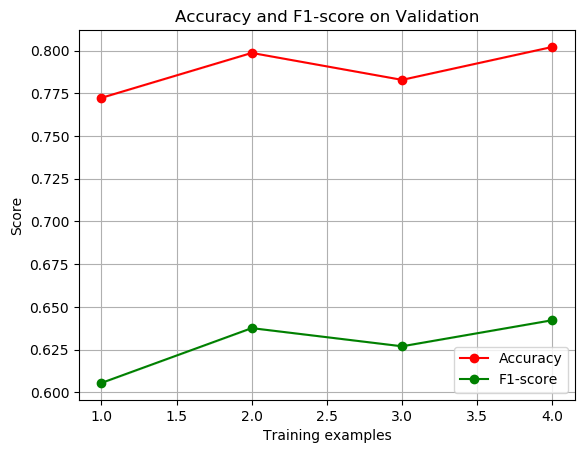 Accuracy and F1-score on Validation
0.800
0.775
0.750
0.725
0.700
0.675
0.650
0.625
0.600
Score
Accuracy
F1-score
1.0 1.5 2.0 2.5 3.0 3.5 4.0
Training examples